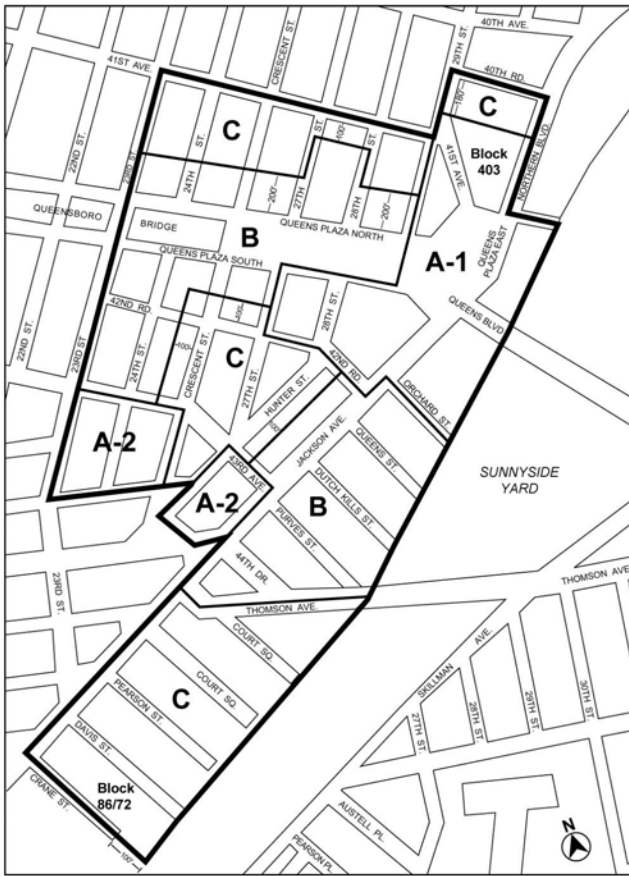 40TH AVE.
29TH ST.
CRESCENT ST.
41ST AVE.
40TH RD.
180'
C
Block
403
NORTHERN BLVD.
22ND ST.
23RD ST.
24TH
ST.
C
ST.
100'
ST.
41ST AVE.
200'
27TH
28TH
200'
QUEENSBORO
BRIDGE
B
QUEENS PLAZA NORTH
A-1
QUEENS
PLAZA EAST
QUEENS PLAZA SOUTH
QUEENS BLVD.
42ND RD.
28TH ST.
22ND ST.
23RD ST
24TH ST.
100'
CRESCENT ST.
C
27TH ST.
42ND RD.
HUNTER ST.
ORCHARD ST.
JACKSON AVE.
A-2
43RD AVE.
QUEENS ST.
SUNNYSIDE
YARD
A-2
B
DUTCH KILLS ST.
PURVES ST.
44TH DR.
23RD ST.
THOMSON AVE.
THOMSON AVE.
COURT SQ.
SKILLMAN AVE.
COURT SQ.
C
PEARSON ST.
27TH ST.
28TH ST.
29TH ST.
30TH ST.
DAVIS ST.
Block
86/72
CRANE ST.
100'
AUSTELL PL.
PEARSON PL.
N